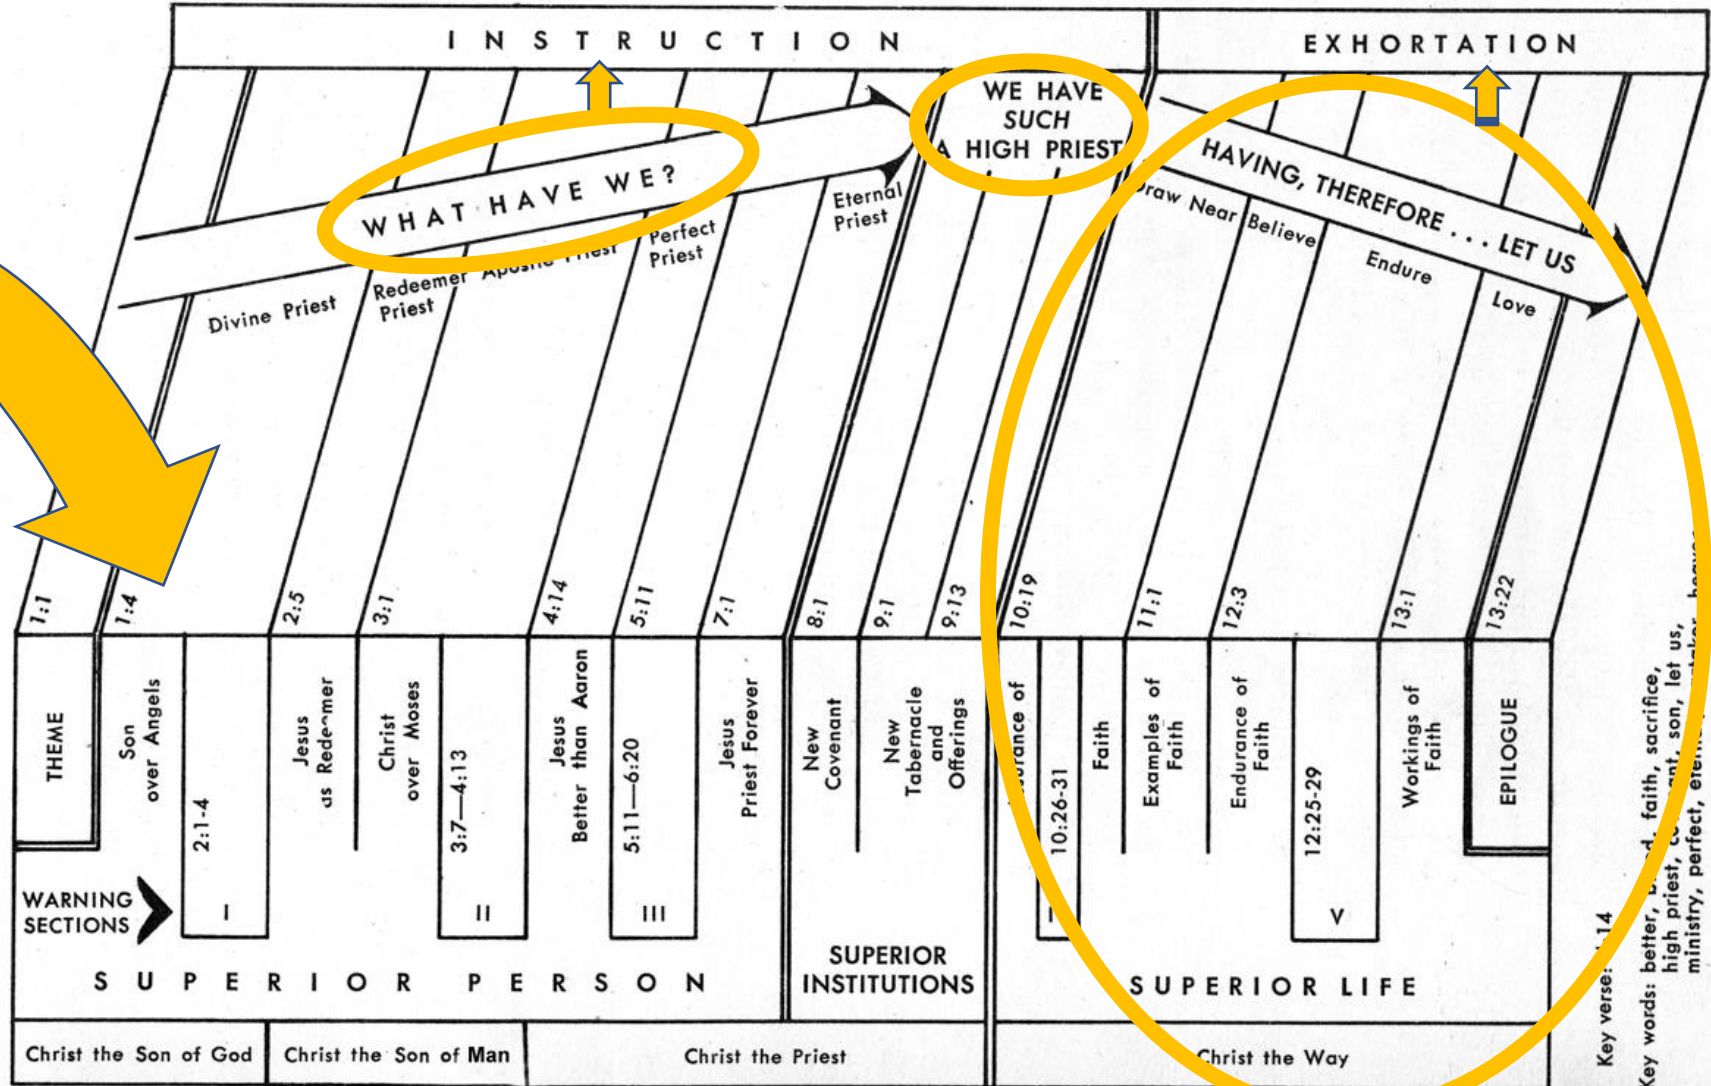 INSTRUCTION
EXHORTATION
WHAT HAVE WE?
WE HAVE
SUCH
A HIGH PRIEST
HAVING, THEREFORE . . . LET US
Divine Priest
Redeemer
Priest
Apostle Priest
Perfect
Priest
Eternal
Priest
Draw Near
Believe
Endure
Love
1:1
1:4
2:5
3:1
4:14
5:11
7:1
8:1
9:1
9:13
10:19
11:1
12:3
13:1
13:22
THEME
Son
over Angels
2:1-4
Jesus
as Redeemer
Christ
over Moses
3:7—4:13
Jesus
Better than Aaron
5:11—6:20
Jesus
Priest Forever
New
Covenant
New
Tabernacle
and
Offerings
of
10:26-31
Faith
Examples of
Faith
Endurance of
Faith
12:25-29
Workings of
Faith
EPILOGUE
WARNING
SECTIONS
I
II
III
V
SUPERIOR PERSON
SUPERIOR
INSTITUTIONS
SUPERIOR LIFE
Christ the Son of God
Christ the Son of Man
Christ the Priest
Christ the Way
Key verse: :14
Key words: better, faith, sacrifice,
high priest, son, let us,
ministry, perfect,